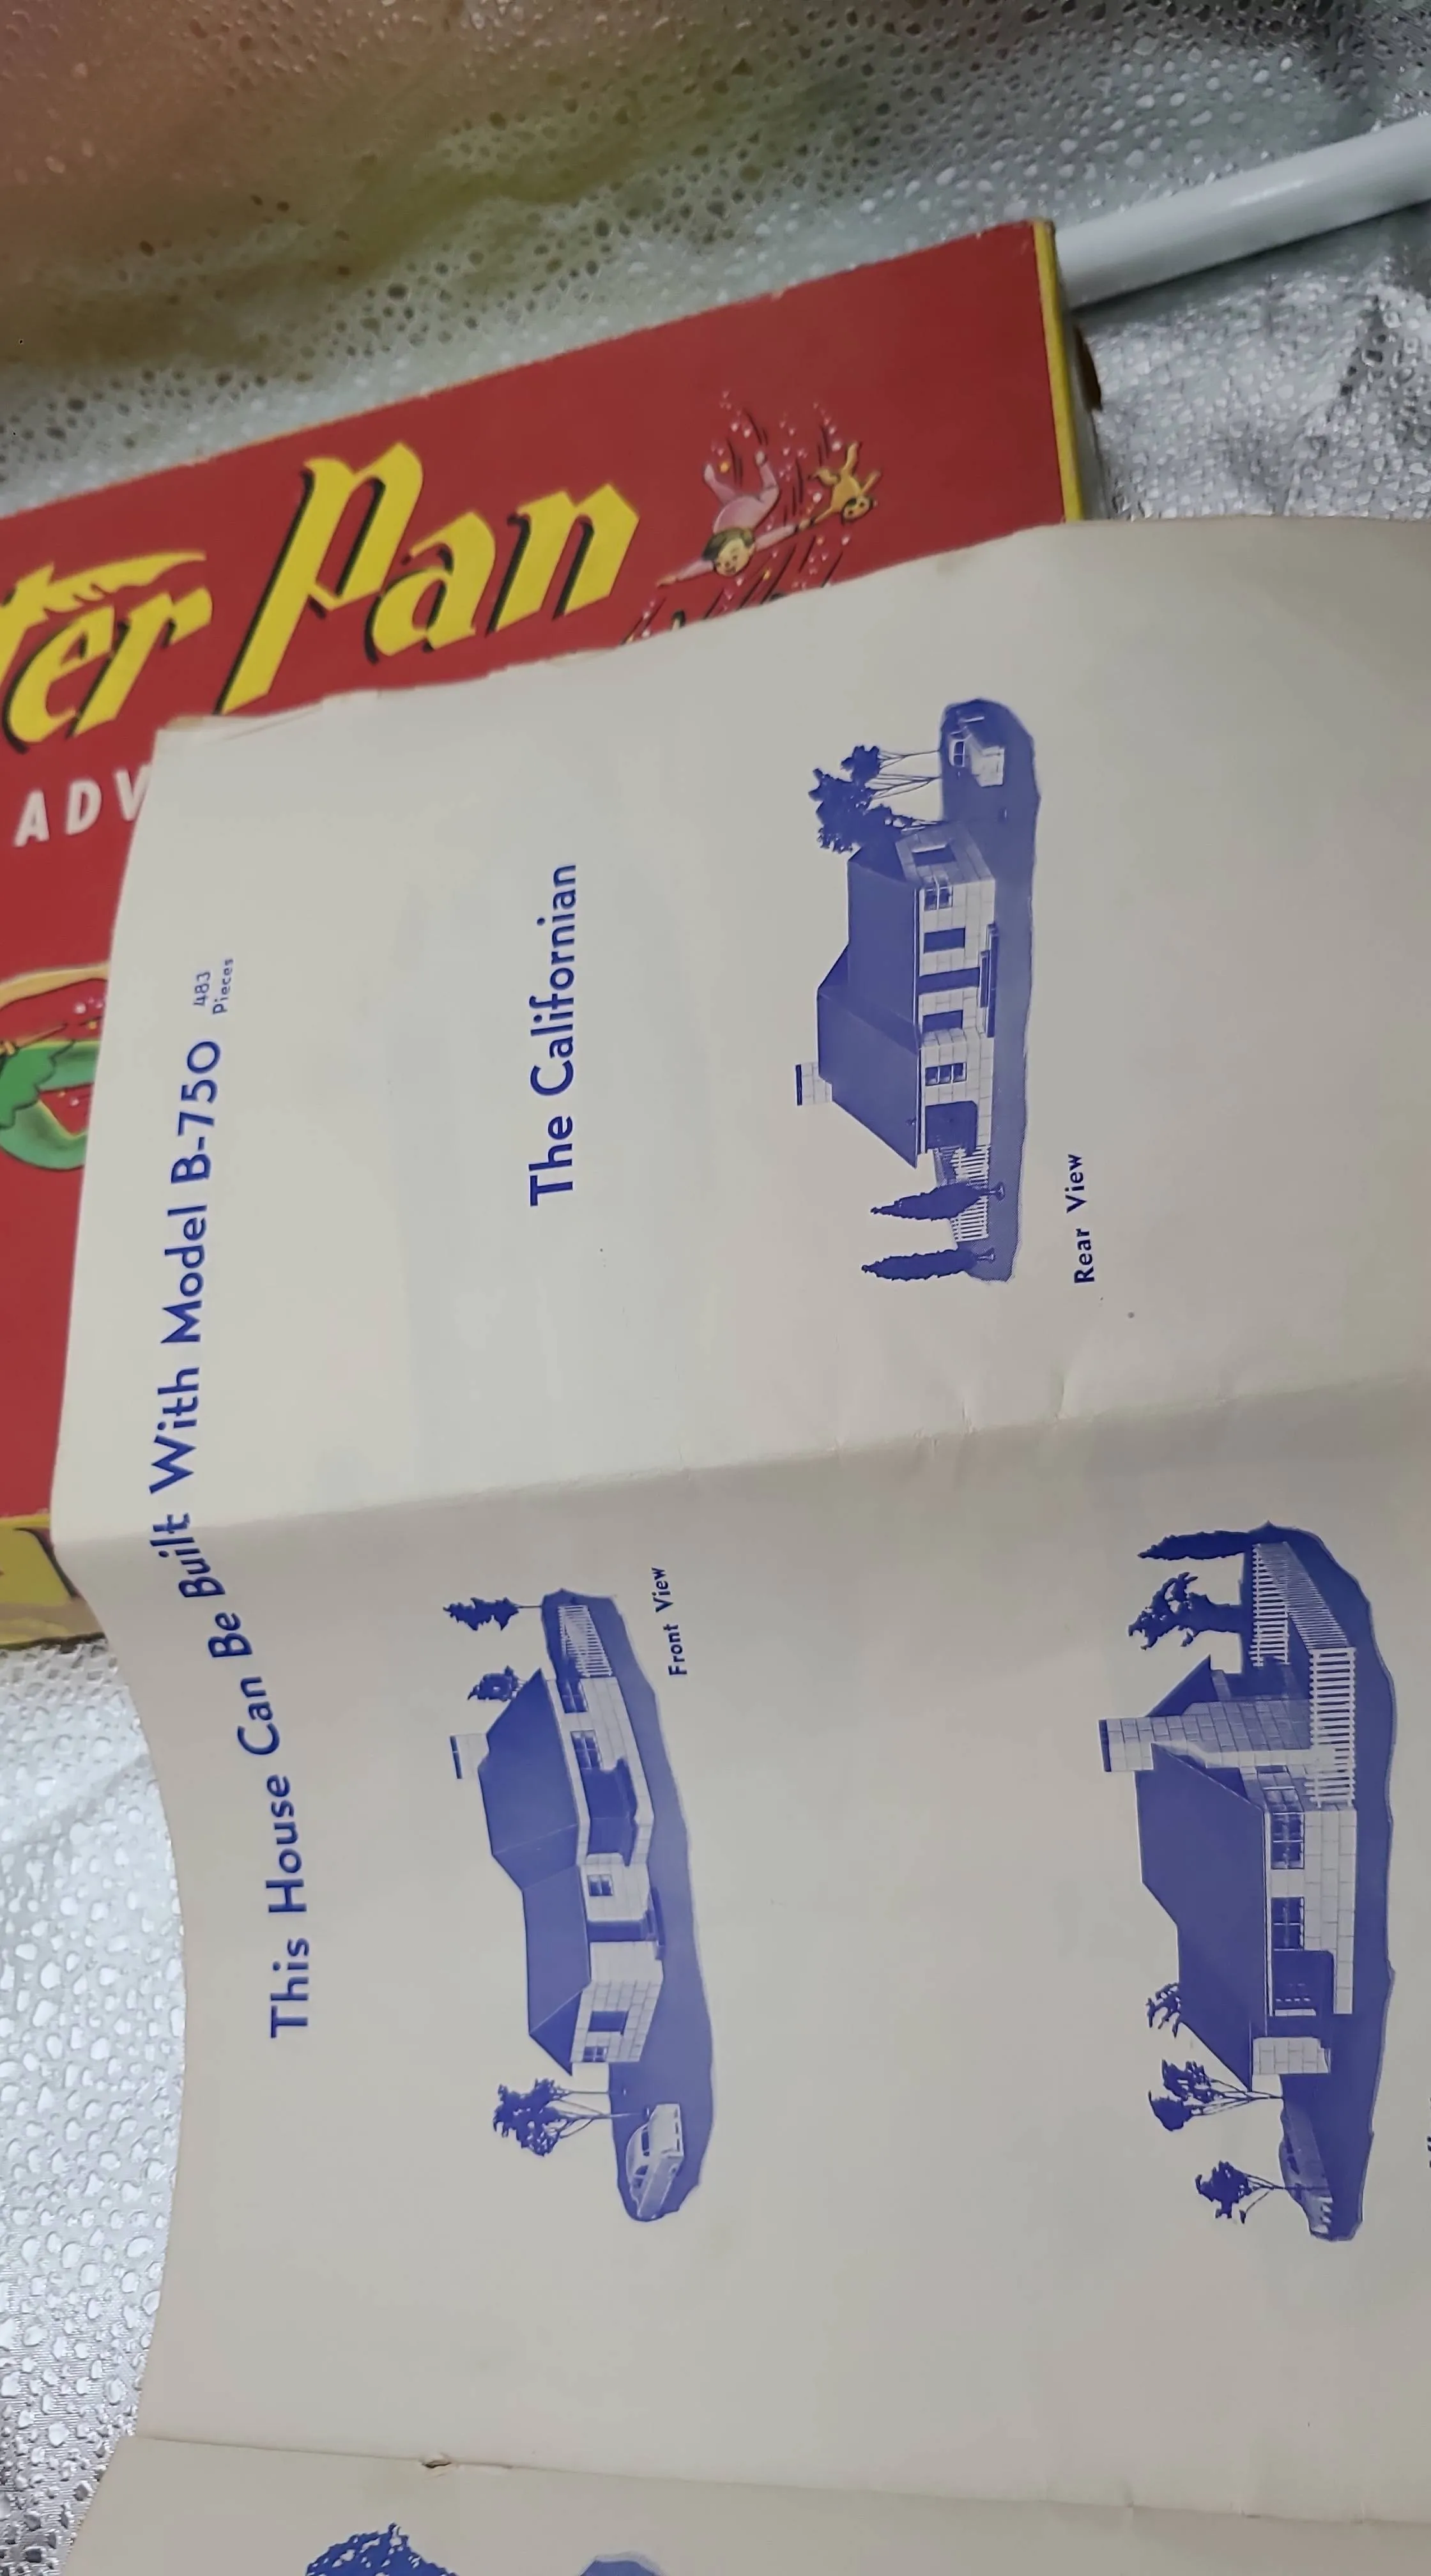 ter Pan
ADV
This House Can Be Built With Model B-750
483
Pieces
The Californian
Front View
Rear View